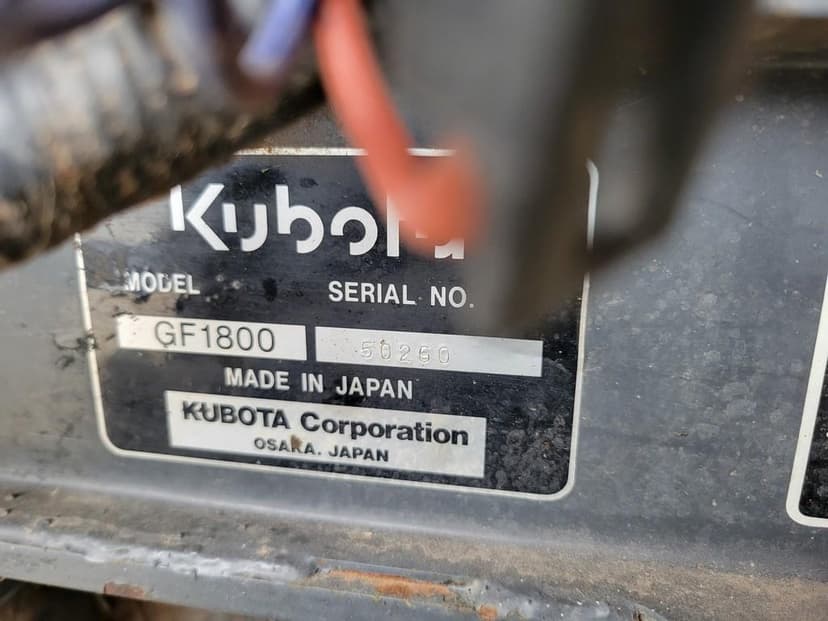 Kubota
MODEL SERIAL NO.
GF1800 50260
MADE IN JAPAN
KUBOTA Corporation
OSAKA. JAPAN